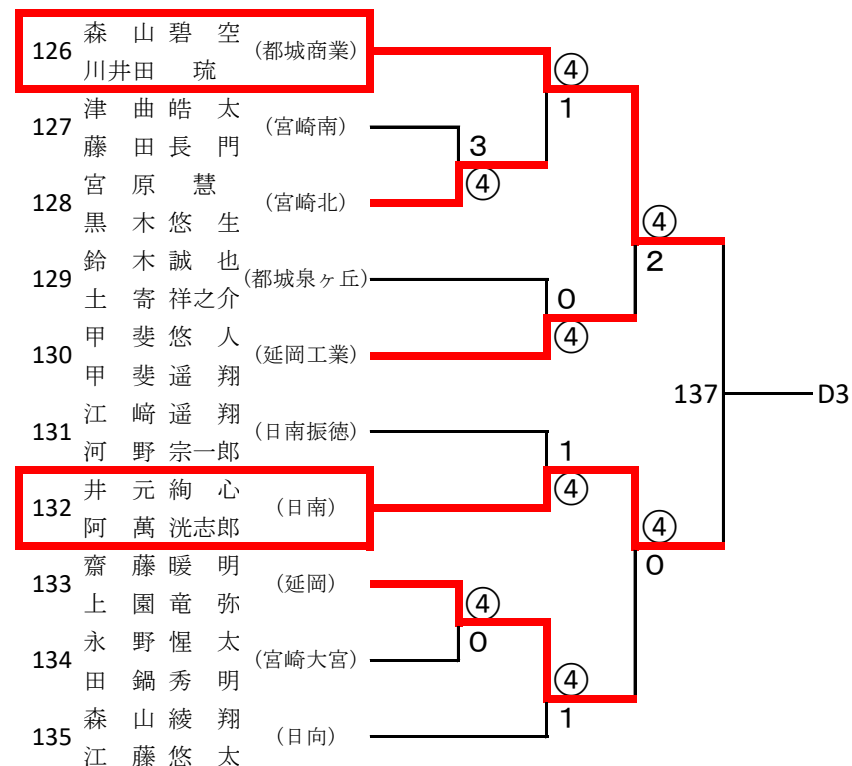 126 森山碧空 (都城商業)
川井田琉
④
1
127 津曲皓太 (宮崎南)
藤田長門
3
④
128 宮原慧 (宮崎北)
黒木悠生
④
2
129 鈴木誠也 (都城泉ヶ丘)
土寄祥之介
0
④
130 甲斐悠人 (延岡工業)
甲斐遥翔
137 D3
131 江﨑遥翔 (日南振徳)
河野宗一郎
1
④
132 井元絢心 (日南)
阿萬洸志郎
④
0
133 齋藤暖明 (延岡)
上園竜弥
④
0
134 永野惺太 (宮崎大宮)
田鍋秀明
④
1
135 森山綾翔 (日向)
江藤悠太